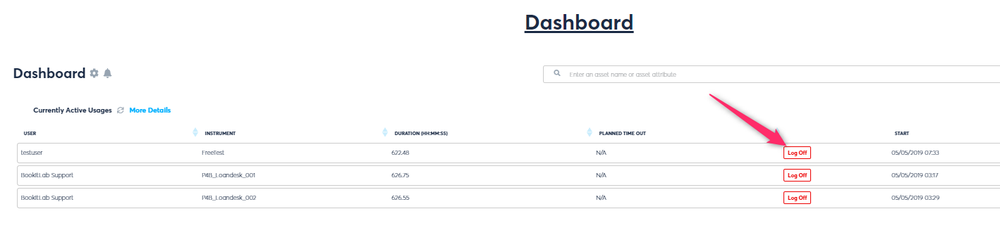 Dashboard
Dashboard
Enter an asset name or asset attribute
Currently Active Usages More Details
USER INSTRUMENT DURATION (HH:MM:SS) PLANNED TIME OUT START
testuser FreeTest 622.48 N/A Log Off 05/05/2019 07:33
BookitLab Support P4B_Loandesk_001 626.75 N/A Log Off 05/05/2019 03:17
BookitLab Support P4B_Loandesk_002 626.55 N/A Log Off 05/05/2019 03:29